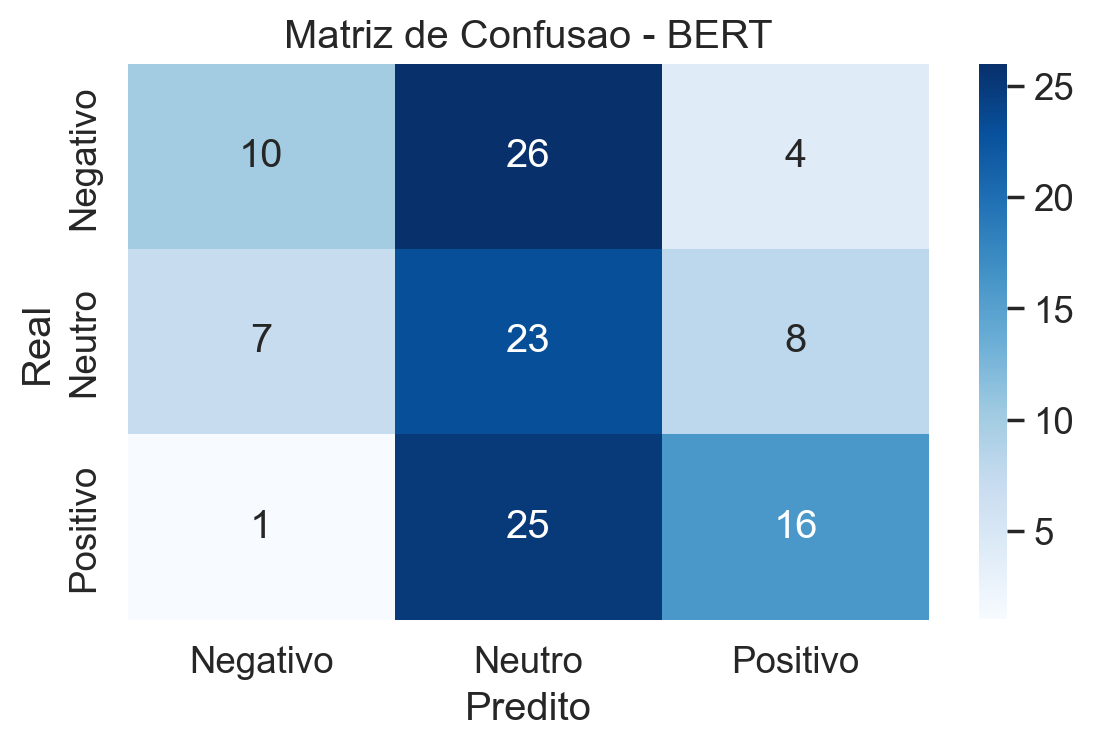 Matriz de Confusao - BERT
Real
Negativo
10 26 4
Neutro
7 23 8
Positivo
1 25 16
Negativo Neutro Positivo
Predito
25
20
15
10
5